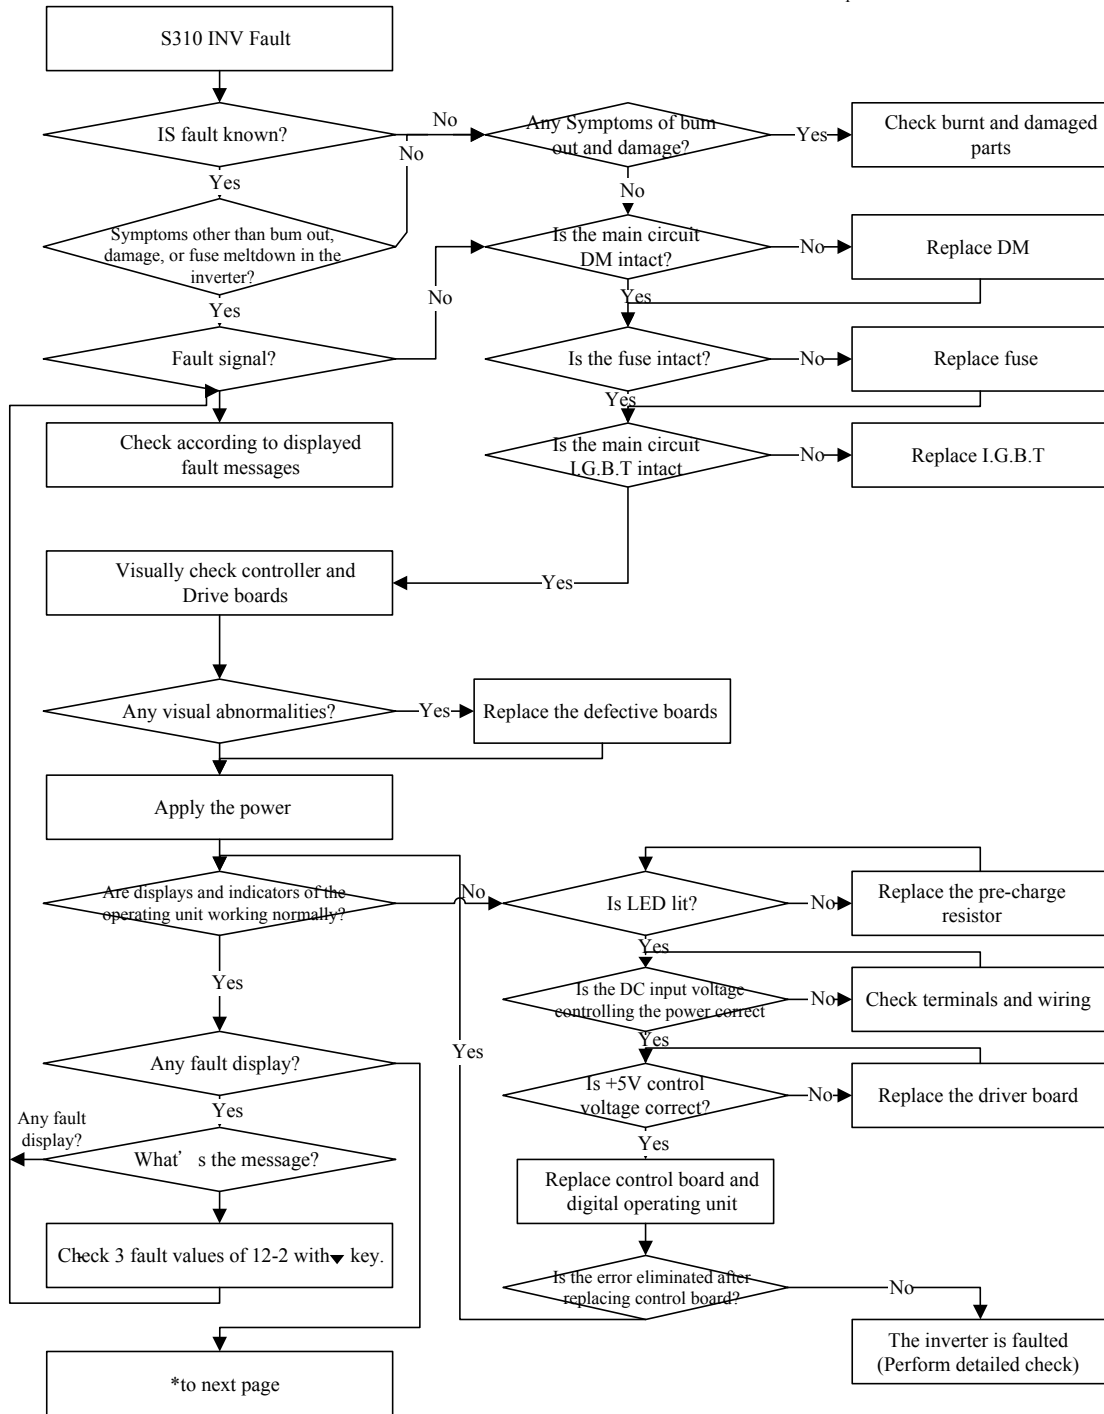 S310 INV Fault
IS fault known?
No
Any Symptoms of bum
out and damage?
Yes
Check burnt and damaged
parts
No
Yes
No
Symptoms other than bum out,
damage, or fuse meltdown in the
inverter?
Is the main circuit
DM intact?
No
Replace DM
No
Yes
Yes
Fault signal?
Is the fuse intact?
No
Replace fuse
Yes
Check according to displayed
fault messages
Is the main circuit
I.G.B.T intact
No
Replace I.G.B.T
Visually check controller and
Drive boards
Yes
Any visual abnormalities?
Yes
Replace the defective boards
Apply the power
Are displays and indicators of the
operating unit working normally?
No
Is LED lit?
No
Replace the pre-charge
resistor
Yes
Yes
Is the DC input voltage
controlling the power correct
No
Check terminals and wiring
Yes
Yes
Any fault display?
Is +5V control
voltage correct?
No
Replace the driver board
Yes
Yes
Any fault
display?
What’ s the message?
Replace control board and
digital operating unit
Check 3 fault values of 12-2 with▼ key.
Is the error eliminated after
replacing control board?
No
The inverter is faulted
(Perform detailed check)
*to next page